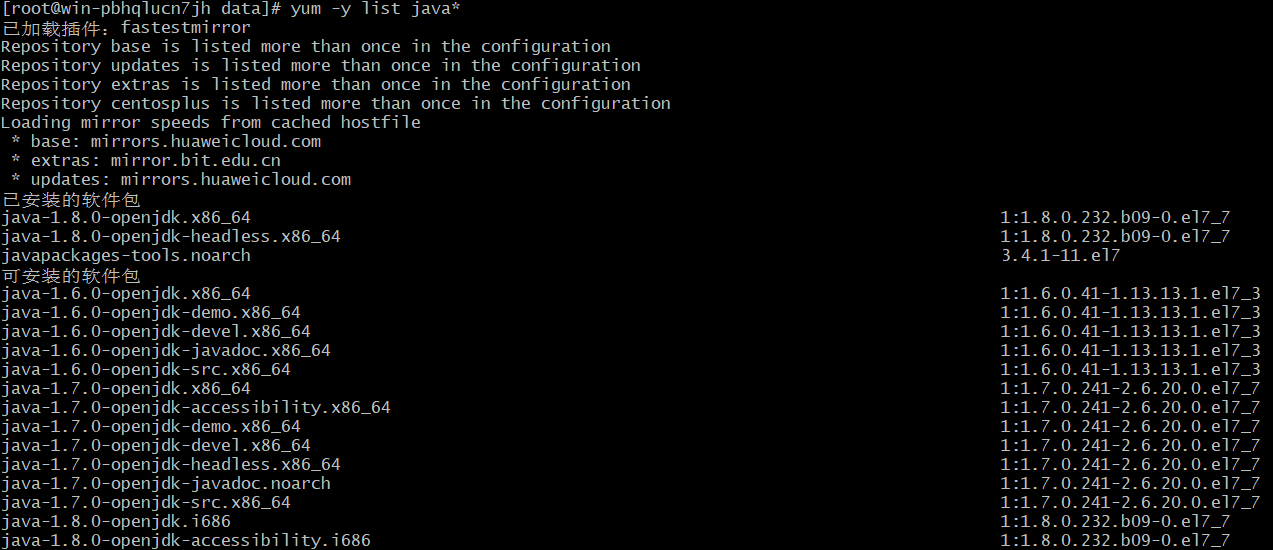 [root@win-pbhqlucn7jh data]# yum -y list java*
已加载插件：fastestmirror
Repository base is listed more than once in the configuration
Repository updates is listed more than once in the configuration
Repository extras is listed more than once in the configuration
Repository centosplus is listed more than once in the configuration
Loading mirror speeds from cached hostfile
 * base: mirrors.huaweicloud.com
 * extras: mirror.bit.edu.cn
 * updates: mirrors.huaweicloud.com
已安装的软件包
java-1.8.0-openjdk.x86_64 1:1.8.0.232.b09-0.el7_7
java-1.8.0-openjdk-headless.x86_64 1:1.8.0.232.b09-0.el7_7
javapackages-tools.noarch 3.4.1-11.el7
可安装的软件包
java-1.6.0-openjdk.x86_64 1:1.6.0.41-1.13.13.1.el7_3
java-1.6.0-openjdk-demo.x86_64 1:1.6.0.41-1.13.13.1.el7_3
java-1.6.0-openjdk-devel.x86_64 1:1.6.0.41-1.13.13.1.el7_3
java-1.6.0-openjdk-javadoc.x86_64 1:1.6.0.41-1.13.13.1.el7_3
java-1.6.0-openjdk-src.x86_64 1:1.6.0.41-1.13.13.1.el7_3
java-1.7.0-openjdk.x86_64 1:1.7.0.241-2.6.20.0.el7_7
java-1.7.0-openjdk-accessibility.x86_64 1:1.7.0.241-2.6.20.0.el7_7
java-1.7.0-openjdk-demo.x86_64 1:1.7.0.241-2.6.20.0.el7_7
java-1.7.0-openjdk-devel.x86_64 1:1.7.0.241-2.6.20.0.el7_7
java-1.7.0-openjdk-headless.x86_64 1:1.7.0.241-2.6.20.0.el7_7
java-1.7.0-openjdk-javadoc.noarch 1:1.7.0.241-2.6.20.0.el7_7
java-1.7.0-openjdk-src.x86_64 1:1.7.0.241-2.6.20.0.el7_7
java-1.8.0-openjdk.i686 1:1.8.0.232.b09-0.el7_7
java-1.8.0-openjdk-accessibility.i686 1:1.8.0.232.b09-0.el7_7